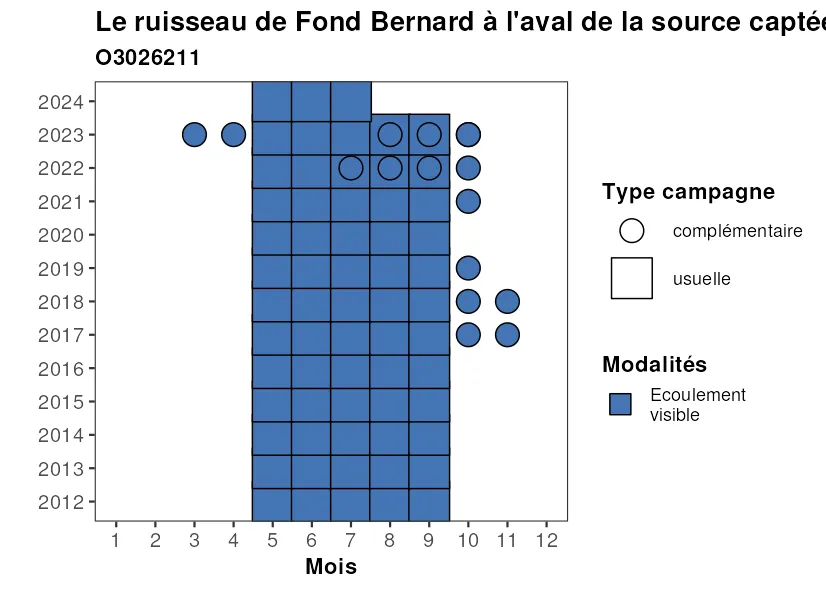 Le ruisseau de Fond Bernard à l'aval de la source captée
O3026211
2024
2023
2022
2021
2020
2019
2018
2017
2016
2015
2014
2013
2012
1 2 3 4 5 6 7 8 9 10 11 12
Mois
Type campagne
complémentaire
usuelle
Modalités
Ecoulement
visible